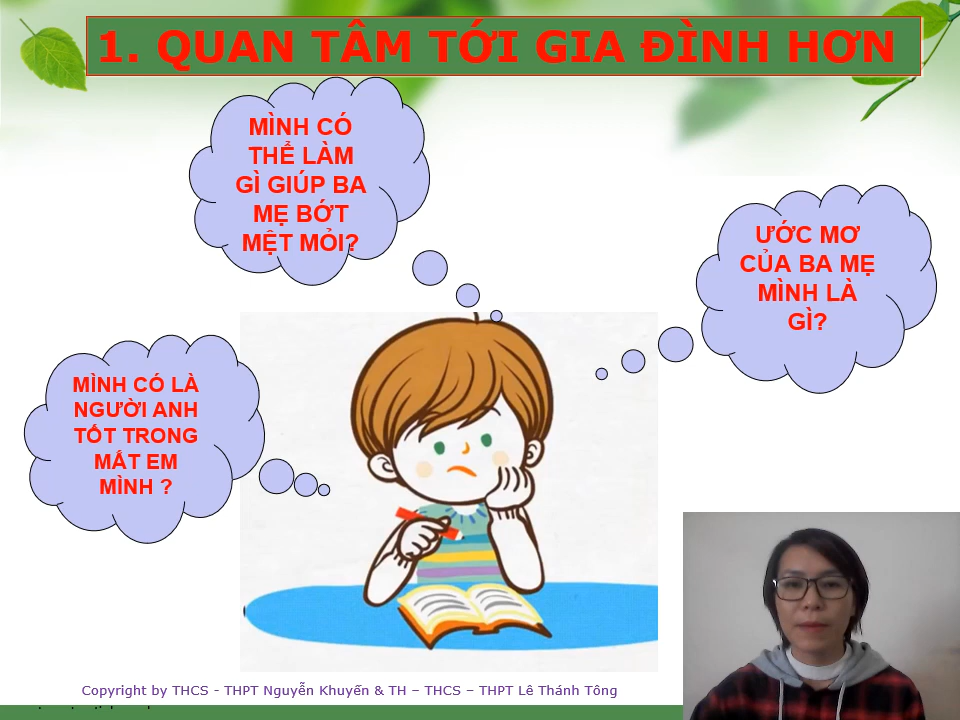 1. QUAN TÂM TỚI GIA ĐÌNH HƠN
MÌNH CÓ
THỂ LÀM
GÌ GIÚP BA
MẸ BỚT
MỆT MỎI?
ƯỚC MƠ
CỦA BA MẸ
MÌNH LÀ
GÌ?
MÌNH CÓ LÀ
NGƯỜI ANH
TỐT TRONG
MẮT EM
MÌNH ?
Copyright by THCS - THPT Nguyễn Khuyến & TH – THCS – THPT Lê Thánh Tông